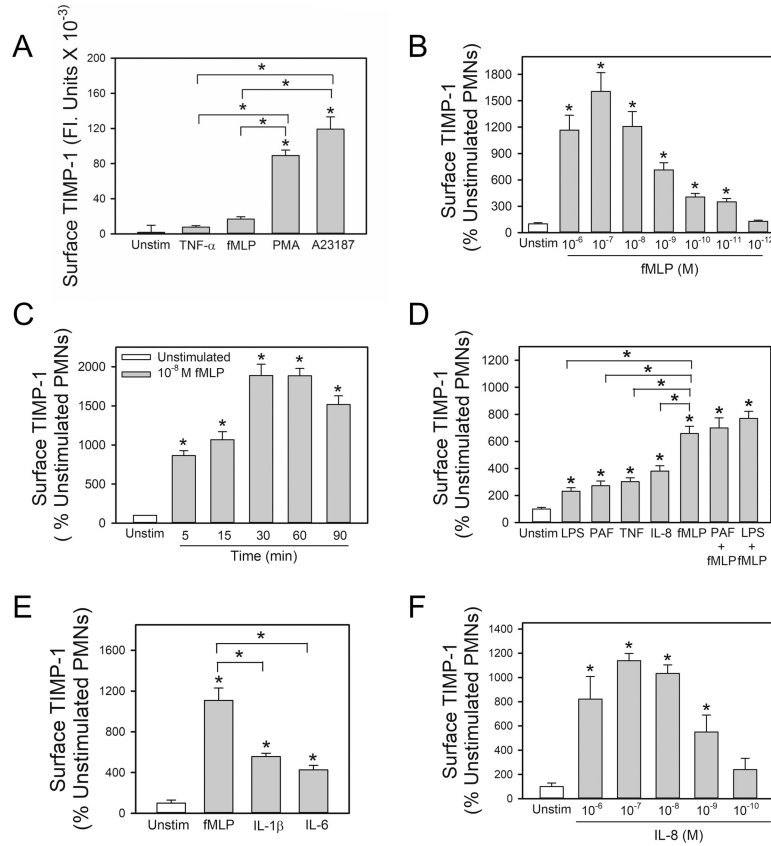 A
Surface TIMP-1 (Fl. Units X 10-3)
200
160
120
80
40
0
*
*
*
*
*
*
Unstim TNF-α fMLP PMA A23187
B
Surface TIMP-1
(% Unstimulated PMNs)
1800
1500
1200
900
600
300
0
* * * * * *
Unstim 10-6 10-7 10-8 10-9 10-10 10-11 10-12
fMLP (M)
C
Surface TIMP-1
( % Unstimulated PMNs)
2000
1500
1000
500
0
Unstimulated
10-8 M fMLP
* * * * *
Unstim 5 15 30 60 90
Time (min)
D
Surface TIMP-1
(% Unstimulated PMNs)
1200
1000
800
600
400
200
0
*
*
*
*
* * * * * * *
Unstim LPS PAF TNF IL-8 fMLP PAF LPS
+ +
fMLP fMLP
E
Surface TIMP-1
(% Unstimulated PMNs)
1600
1200
800
400
0
*
*
* * *
Unstim fMLP IL-1β IL-6
F
Surface TIMP-1
(% Unstimulated PMNs)
1400
1200
1000
800
600
400
200
0
* * * *
Unstim 10-6 10-7 10-8 10-9 10-10
IL-8 (M)